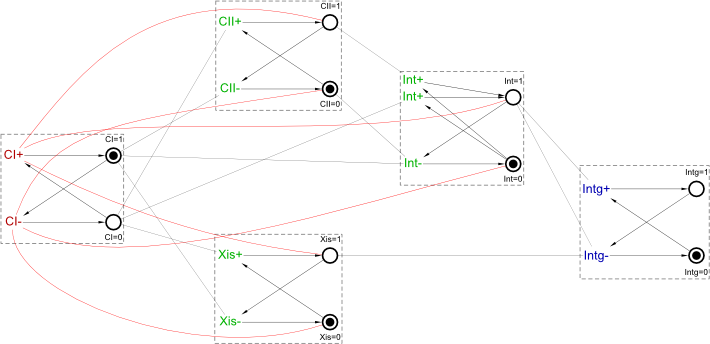 CII+
CII=1
CII-
CII=0
Int+
Int+
Int=1
Int-
Int=0
CI+
CI=1
CI-
CI=0
Intg+
Intg=1
Intg-
Intg=0
Xis+
Xis=1
Xis-
Xis=0